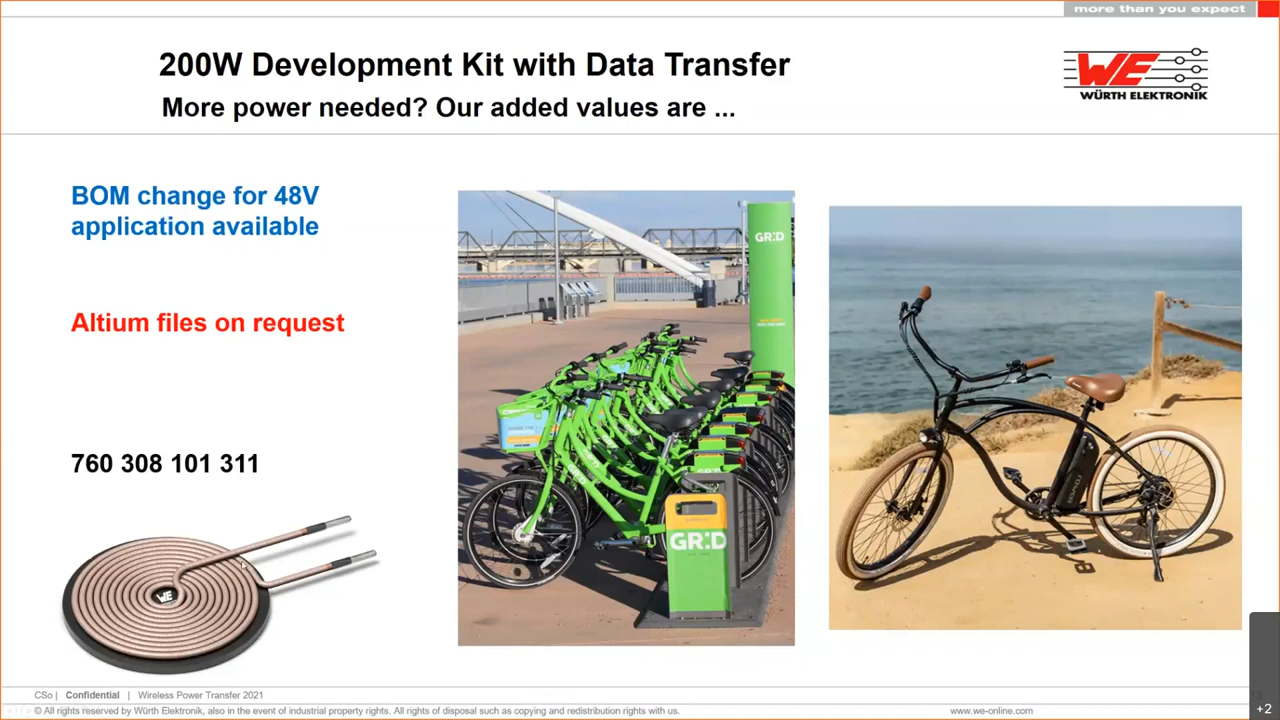 more than you expect
200W Development Kit with Data Transfer
More power needed? Our added values are ...
WE
WÜRTH ELEKTRONIK
BOM change for 48V
application available
Altium files on request
760 308 101 311
WE
GR:D
GR:D
CSo | Confidential | Wireless Power Transfer 2021
© All rights reserved by Würth Elektronik, also in the event of industrial property rights. All rights of disposal such as copying and redistribution rights with us.
www.we-online.com
+2